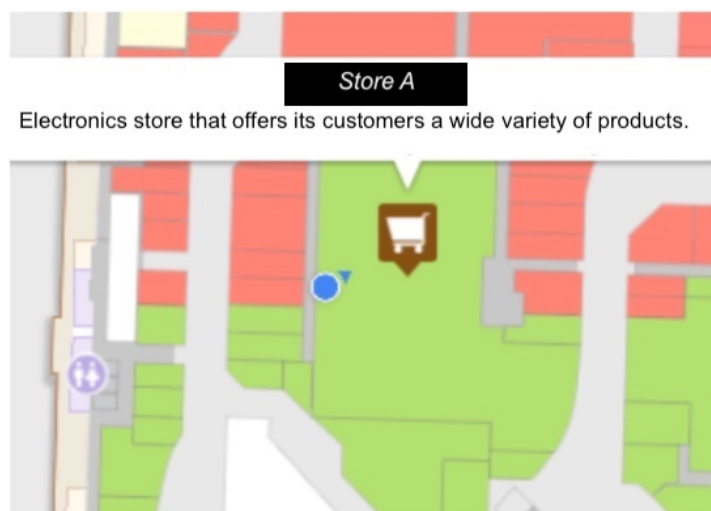 Store A
Electronics store that offers its customers a wide variety of products.